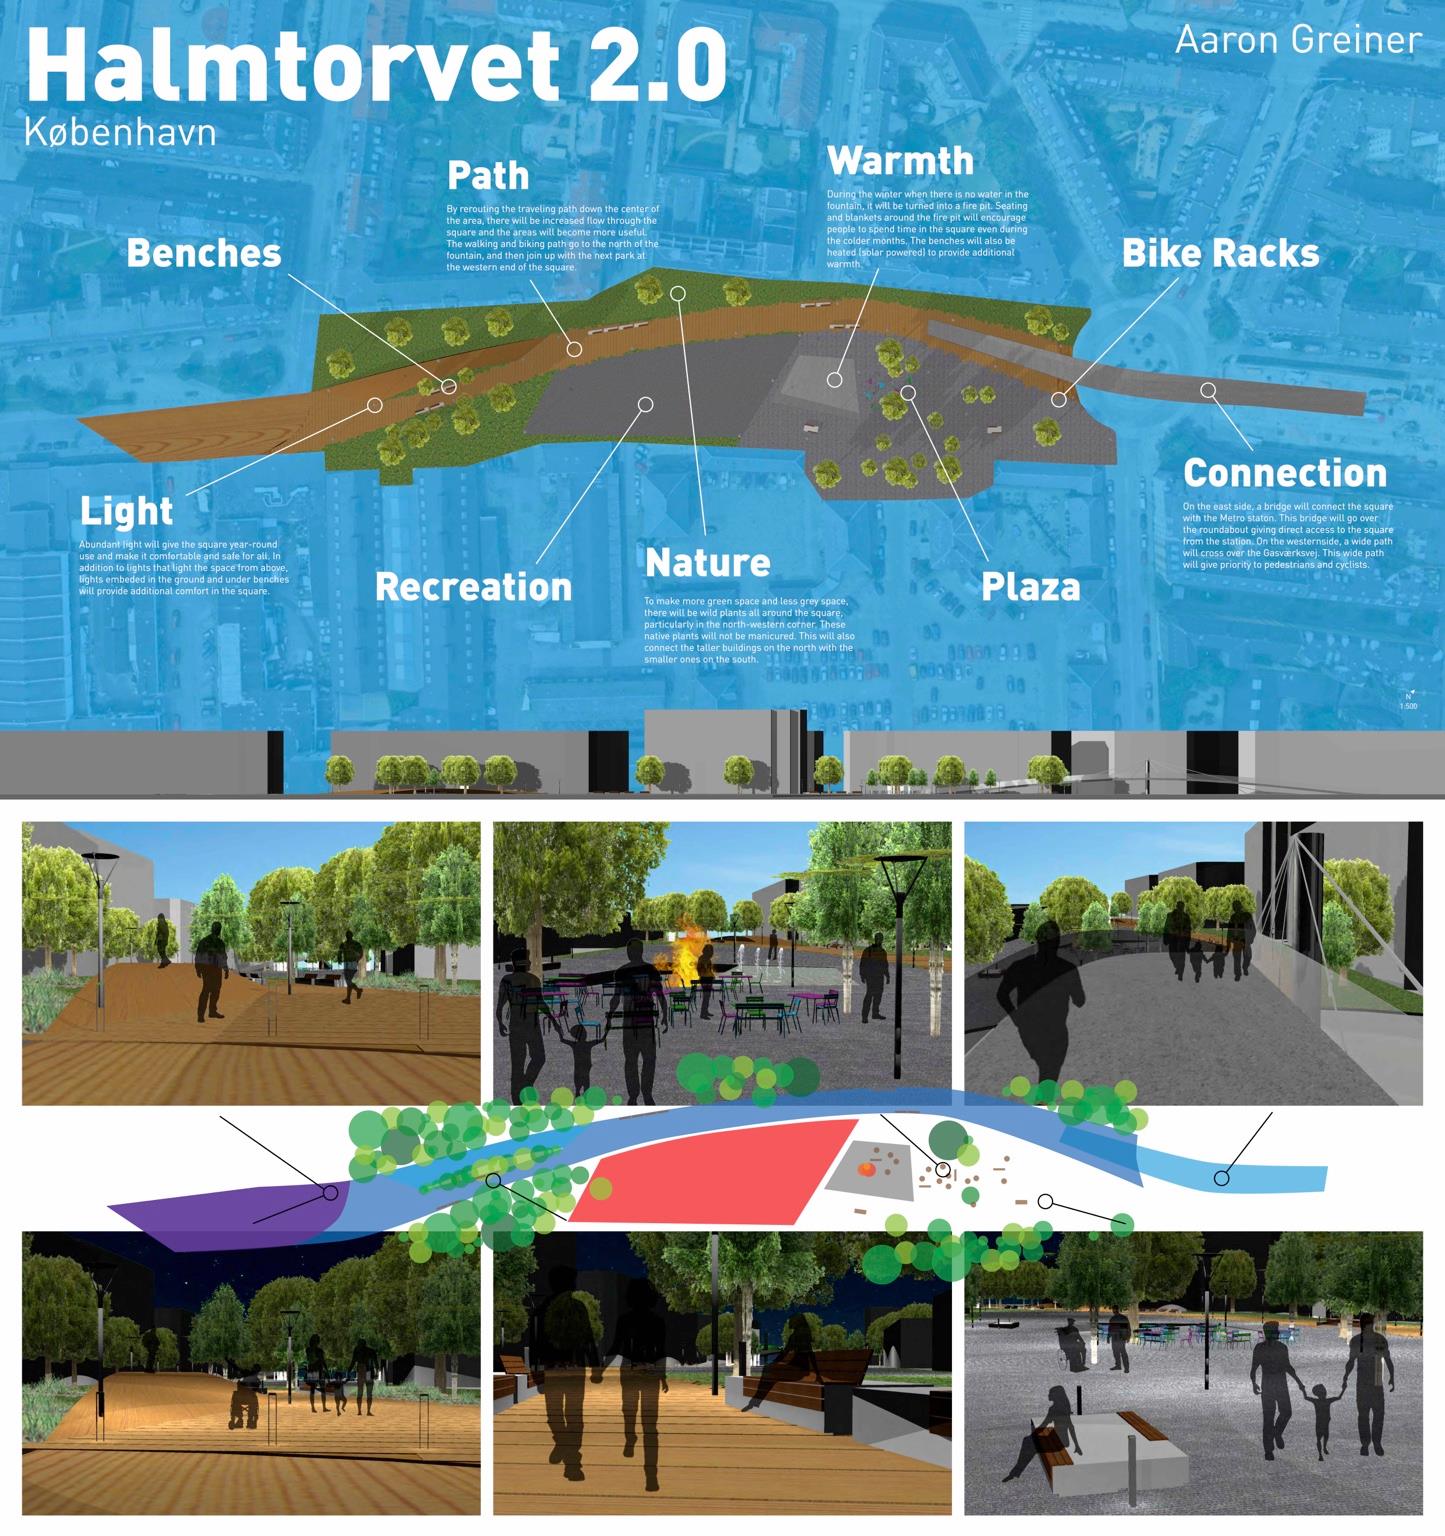 Halmtorvet 2.0
Aaron Greiner
København
Path
By rerouting the traveling path down the center of
the area, there will be increased flow through the
square and the areas will become more useful.
The walking and biking path go to the north of the
fountain, and then join up with the next park at
the western end of the square.
Warmth
During the winter when there is no water in the
fountain, it will be turned into a fire pit. Seating
and blankets around the fire pit will encourage
people to spend time in the square even during
the colder months. The benches will also be
heated (solar powered) to provide additional
warmth.
Benches
Bike Racks
Light
Abundant light will give the square year-round
use and make it comfortable and safe for all. In
addition to lights that light the space from above,
lights embeded in the ground and under benches
will provide additional comfort in the square.
Recreation
Nature
To make more green space and less grey space,
there will be wild plants all around the square,
particularly in the north-western corner. These
native plants will not be manicured. This will also
connect the taller buildings on the north with the
smaller ones on the south.
Plaza
Connection
On the east side, a bridge will connect the square
with the Metro staton. This bridge will go over
the roundabout giving direct access to the square
from the station. On the westernside, a wide path
will cross over the Gasværksvej. This wide path
will give priority to pedestrians and cyclists.
N
1:500